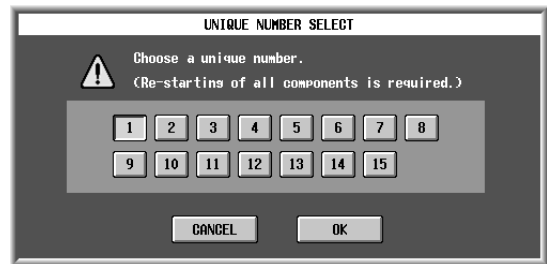 UNIQUE NUMBER SELECT
Choose a unique number.
(Re-starting of all components is required.)
1 2 3 4 5 6 7 8
9 10 11 12 13 14 15
CANCEL OK